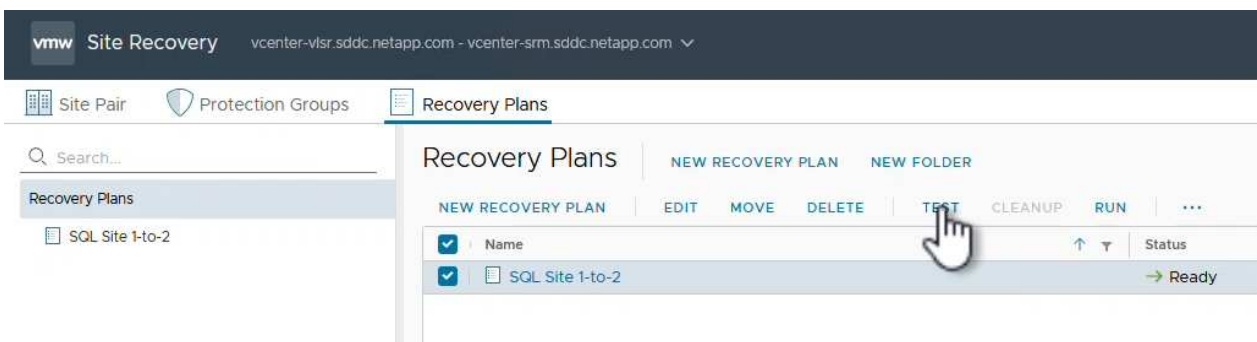 vmw Site Recovery vcenter-vlsr.sddc.netapp.com - vcenter-srm.sddc.netapp.com
Site Pair Protection Groups Recovery Plans
Search...
Recovery Plans
SQL Site 1-to-2
Recovery Plans NEW RECOVERY PLAN NEW FOLDER
NEW RECOVERY PLAN EDIT MOVE DELETE TEST CLEANUP RUN ...
Name Status
SQL Site 1-to-2 Ready